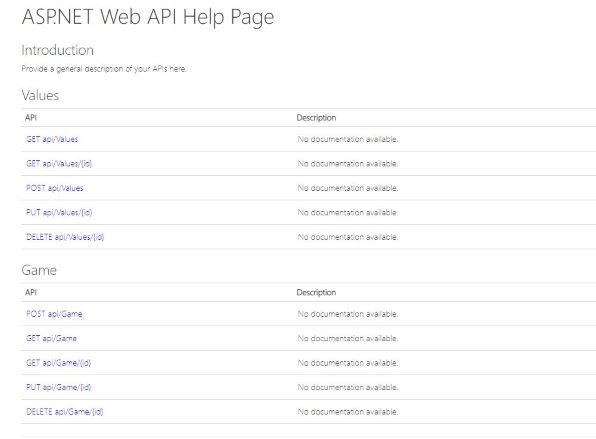 ASP.NET Web API Help Page
Introduction
Provide a general description of your APIs here.
Values
API Description
GET api/Values No documentation available.
GET api/Values/{id} No documentation available.
POST api/Values No documentation available.
PUT api/Values/{id} No documentation available.
DELETE api/Values/{id} No documentation available.
Game
API Description
POST api/Game No documentation available.
GET api/Game No documentation available.
GET api/Game/{id} No documentation available.
PUT api/Game/{id} No documentation available.
DELETE api/Game/{id} No documentation available.